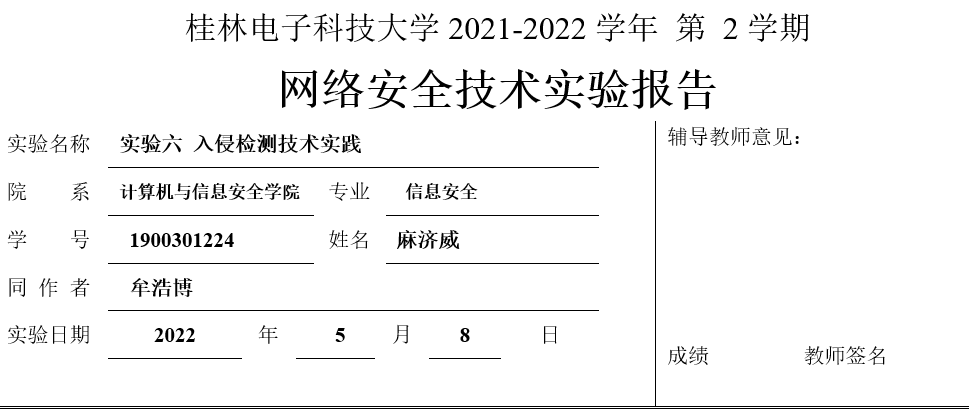 桂林电子科技大学 2021-2022 学年 第 2 学期
网络安全技术实验报告
实验名称 实验六 入侵检测技术实践
院 系 计算机与信息安全学院 专业 信息安全
学 号 1900301224 姓名 麻济威
同 作 者 牟浩博
实验日期 2022 年 5 月 8 日
辅导教师意见：
成绩 教师签名